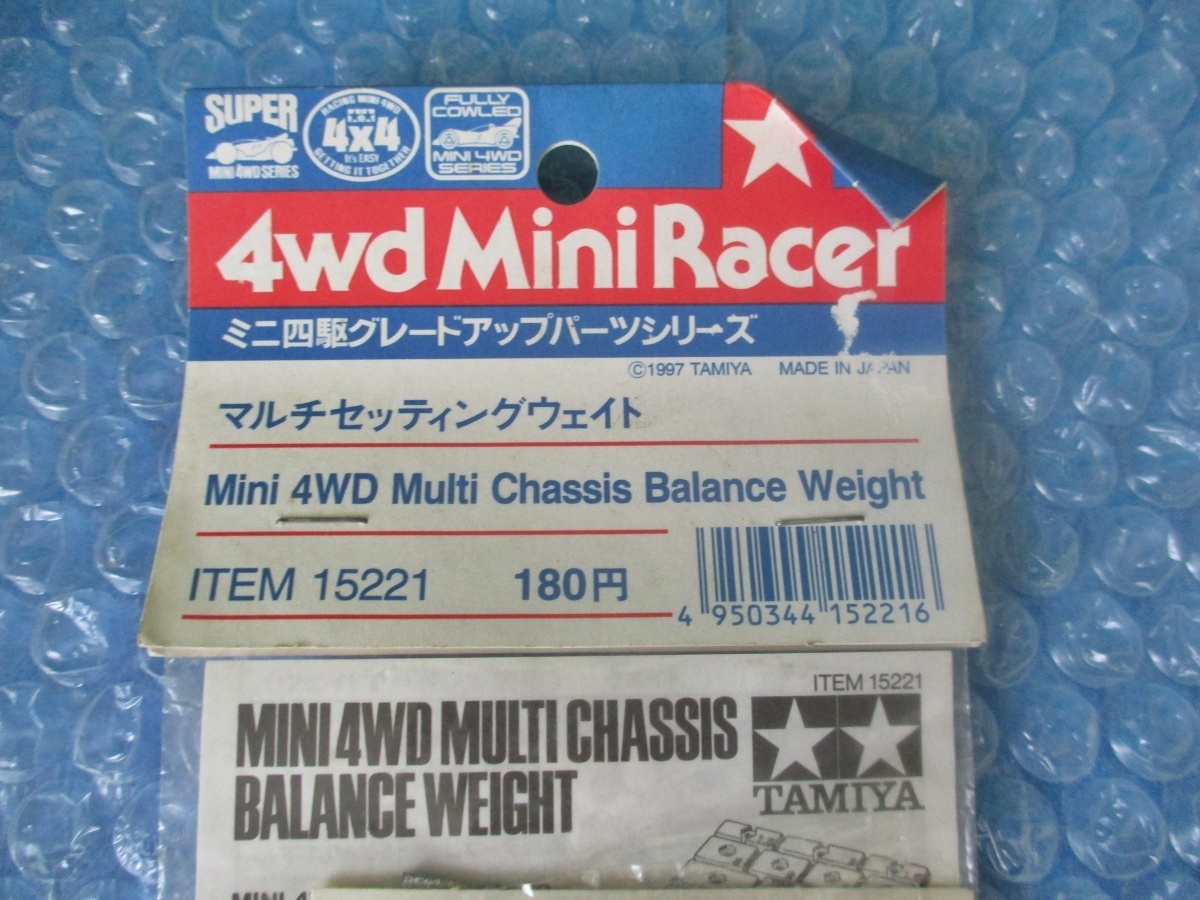 SUPER
MINI 4WD SERIES
RACING MINI 4WD
4x4
It's EASY
GETTING IT TOGETHER
FULLY
COWLED
MINI 4WD
SERIES
4wd Mini Racer
ミニ四駆グレードアップパーツシリーズ
©1997 TAMIYA MADE IN JAPAN
マルチセッティングウェイト
Mini 4WD Multi Chassis Balance Weight
ITEM 15221 180円
4 950344 152216
ITEM 15221
MINI 4WD MULTI CHASSIS
BALANCE WEIGHT
TAMIYA